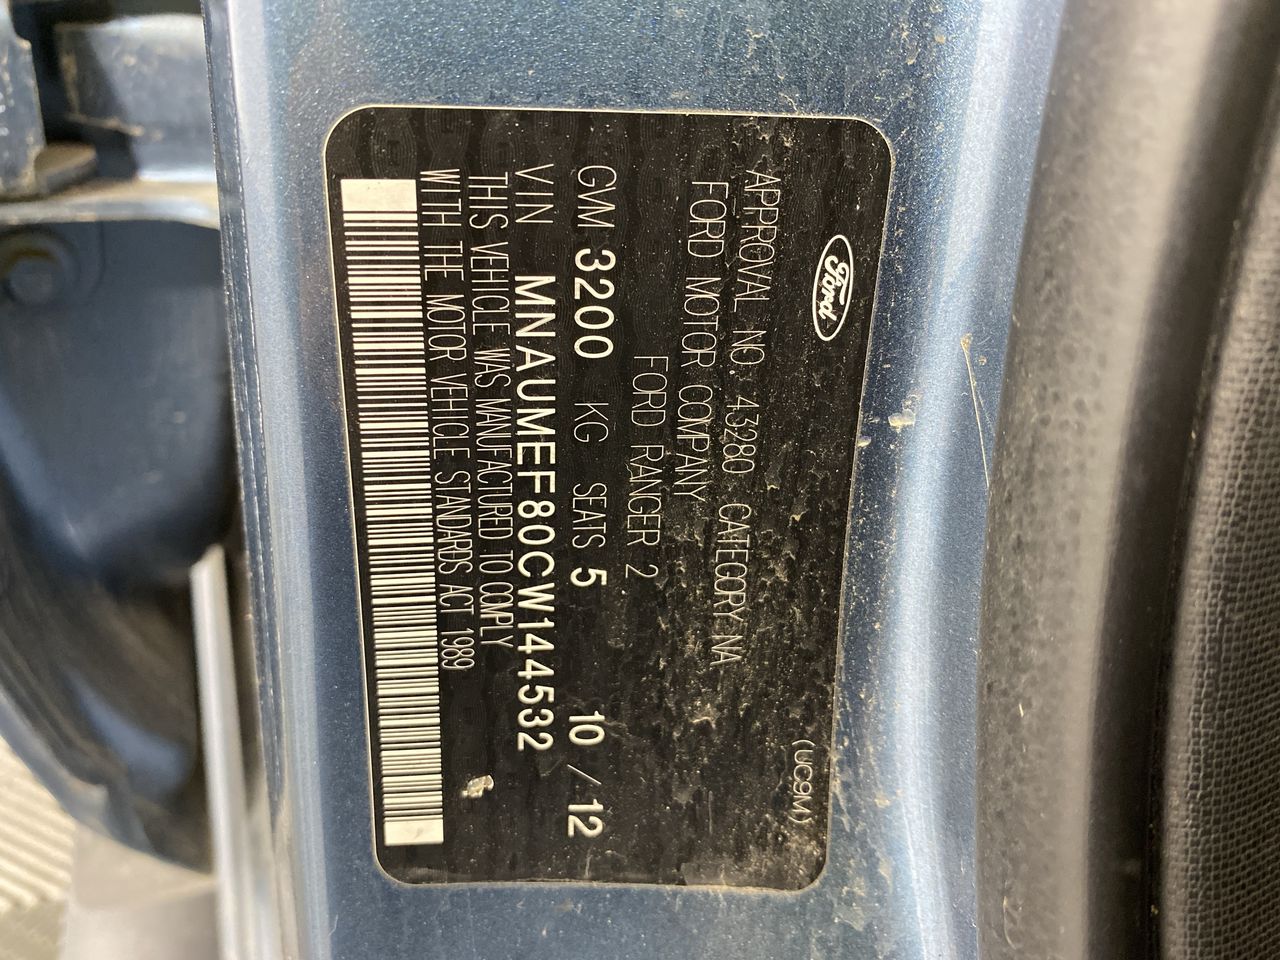 Ford
(WC9M)
APPROVAL NO. 43280 CATEGORY: NA
FORD MOTOR COMPANY
FORD RANGER 2
GVM 3200 KG SEATS 5 10 / 12
VIN MNAUMEF80CW144532
THIS VEHICLE WAS MANUFACTURED TO COMPLY
WITH THE MOTOR VEHICLE STANDARDS ACT 1989